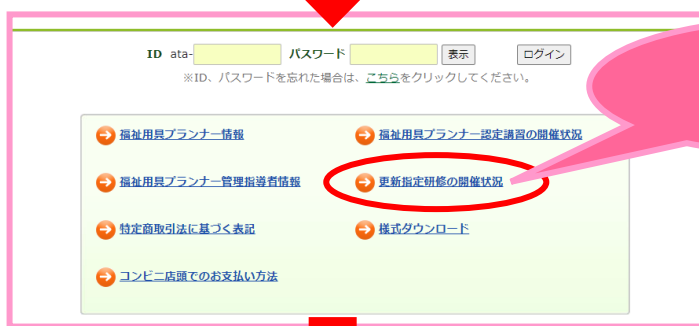 ID ata- パスワード 表示 ログイン
※ID、パスワードを忘れた場合は、こちらをクリックしてください。
福祉用具プランナー情報 福祉用具プランナー認定講習の開催状況
福祉用具プランナー管理指導者情報 更新指定研修の開催状況
特定商取引法に基づく表記 様式ダウンロード
コンビニ店頭でのお支払い方法